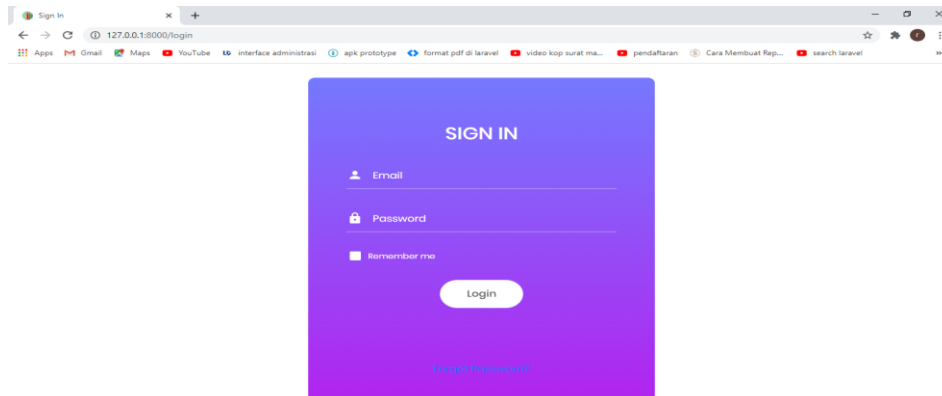 Sign In
127.0.0.1:8000/login
Apps Gmail Maps YouTube interface administrasi apk prototype format pdf di laravel video kop surat ma... pendaftaran Cara Membuat Rep... search laravel
SIGN IN
Email
Password
Remember me
Login